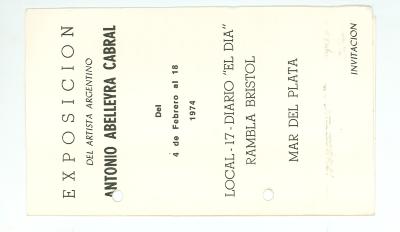 EXPOSICION
DEL ARTISTA ARGENTINO
ANTONIO ABELLEYRA CABRAL
Del
4 de Febrero al 18
1974
LOCAL - 17 - DIARIO "EL DIA"
RAMBLA BRISTOL
MAR DEL PLATA
INVITACION